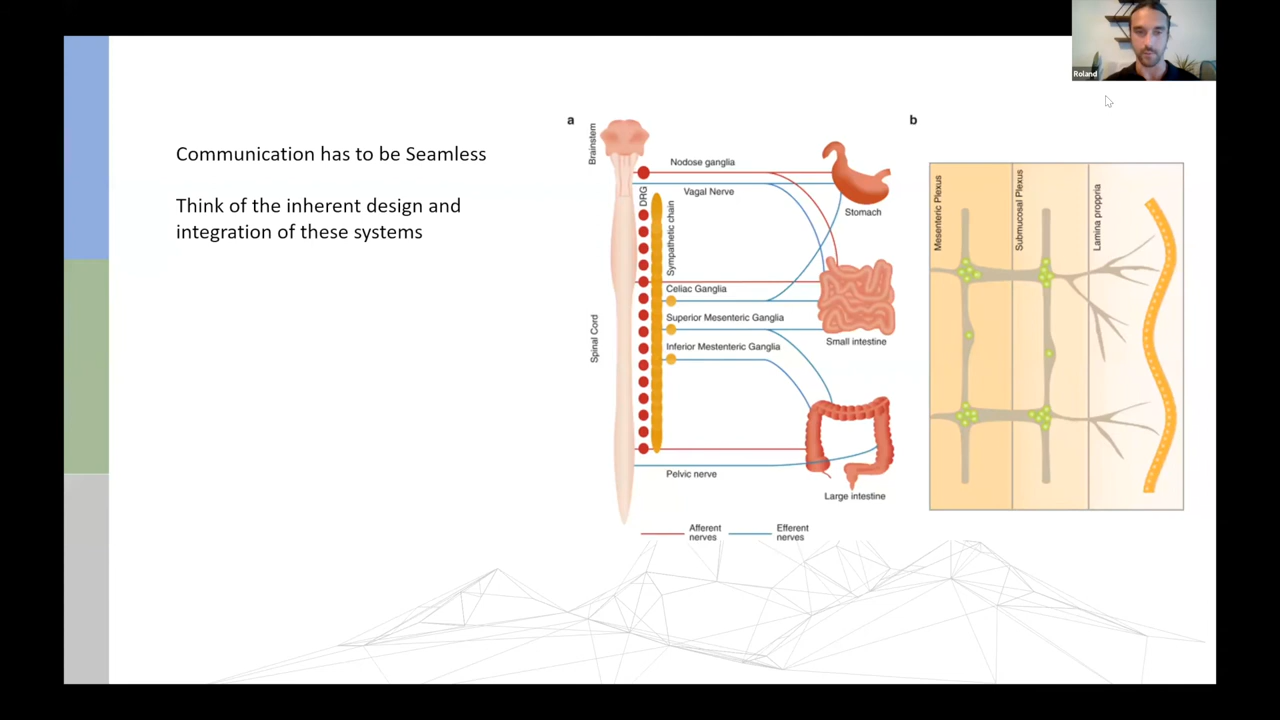 Roland
Communication has to be Seamless
Think of the inherent design and
integration of these systems
a
Brainstem
Nodose ganglia
Vagal Nerve
DRG
Sympathetic chain
Stomach
Celiac Ganglia
Superior Mesenteric Ganglia
Spinal Cord
Small intestine
Inferior Mestenteric Ganglia
Pelvic nerve
Large intestine
Afferent
nerves
Efferent
nerves
b
Mesenteric Plexus
Submucosal Plexus
Lamina proppria